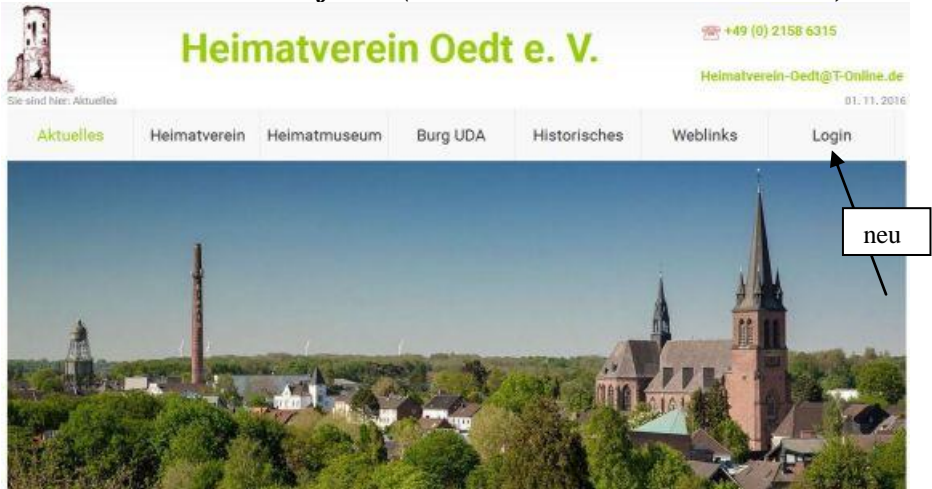 Heimatverein Oedt e. V.
+49 (0) 2158 6315
Heimatverein-Oedt@T-Online.de
Sie sind hier: Aktuelles
01. 11. 2016
Aktuelles Heimatverein Heimatmuseum Burg UDA Historisches Weblinks Login
neu